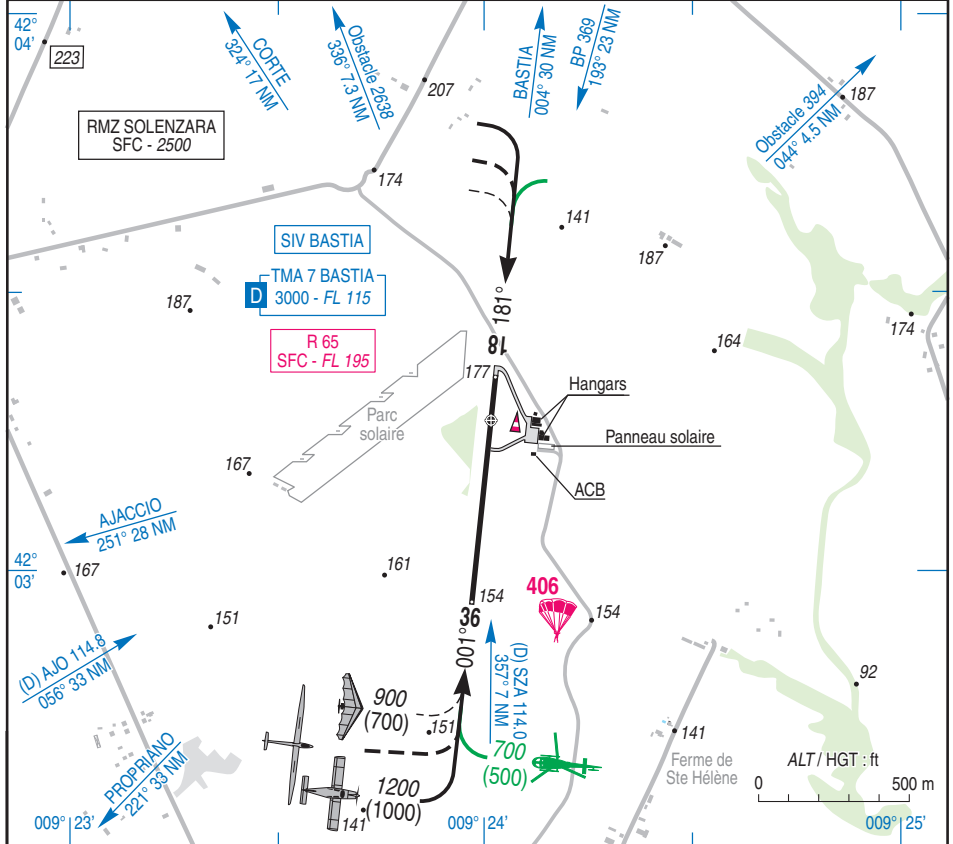 42°
04'
223
CORTE
324° 17 NM
Obstacle 2638
336° 7.3 NM
207
BASTIA
004° 30 NM
BP 369
193° 23 NM
Obstacle 394
044° 4.5 NM
187
RMZ SOLENZARA
SFC - 2500
174
141
187
SIV BASTIA
D
TMA 7 BASTIA
3000 - FL 115
187
181°
18
174
R 65
SFC - FL 195
164
177
Hangars
Parc
solaire
Panneau solaire
167
ACB
AJACCIO
251° 28 NM
42°
03'
167
161
154
406
154
151
36
001°
(D) AJO 114.8
056° 33 NM
(D) SZA 114.0
357° 7 NM
92
900
(700)
151
141
700
(500)
Ferme de
Ste Hélène
ALT / HGT : ft
PROPRIANO
221° 33 NM
1200
(1000)
141
0
500 m
009° 23'
009° 24'
009° 25'